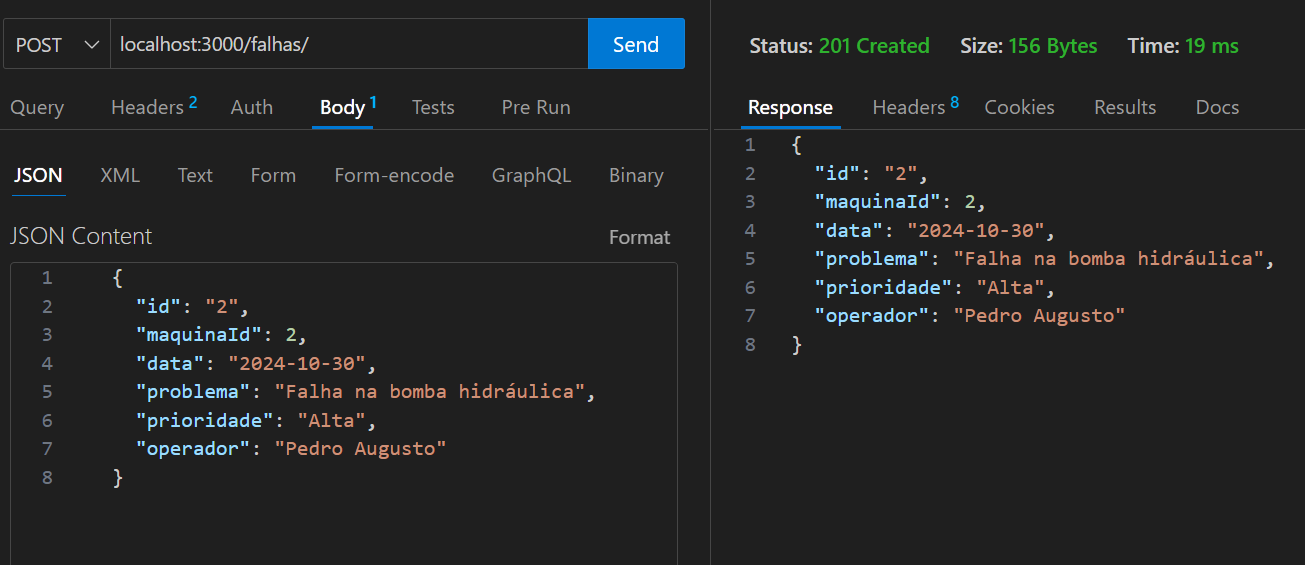 POST localhost:3000/falhas/ Send
Query Headers 2 Auth Body 1 Tests Pre Run
JSON XML Text Form Form-encode GraphQL Binary
JSON Content Format
1 {
2 "id": "2",
3 "maquinaId": 2,
4 "data": "2024-10-30",
5 "problema": "Falha na bomba hidráulica",
6 "prioridade": "Alta",
7 "operador": "Pedro Augusto"
8 }
Status: 201 Created Size: 156 Bytes Time: 19 ms
Response Headers 8 Cookies Results Docs
1 {
2 "id": "2",
3 "maquinaId": 2,
4 "data": "2024-10-30",
5 "problema": "Falha na bomba hidráulica",
6 "prioridade": "Alta",
7 "operador": "Pedro Augusto"
8 }